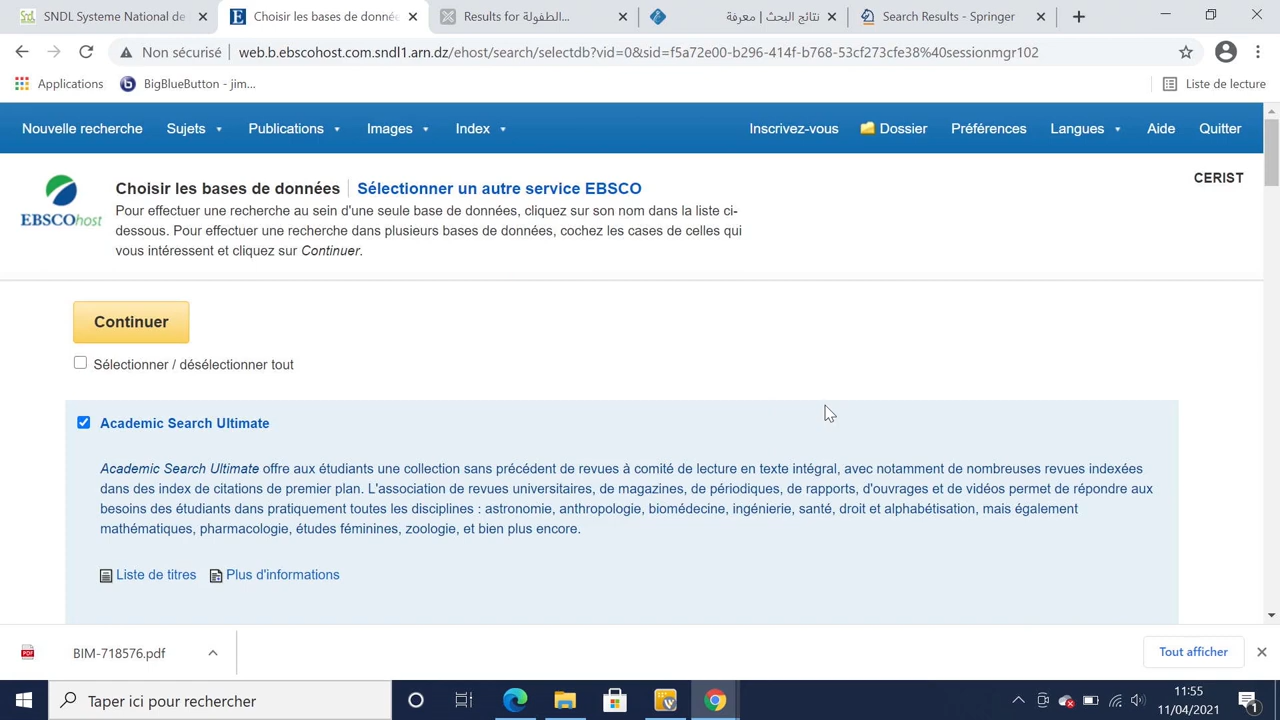 SNDL Systeme National de
Choisir les bases de donnée
Results for الطفولة...
نتائج البحث | معرفة
Search Results - Springer
Non sécurisé
web.b.ebscohost.com.sndl1.arn.dz/ehost/search/selectdb?vid=0&sid=f5a72e00-b296-414f-b768-53cf273cfe38%40sessionmgr102
Applications
BigBlueButton - jim...
Liste de lecture
Nouvelle recherche
Sujets
Publications
Images
Index
Inscrivez-vous
Dossier
Préférences
Langues
Aide
Quitter
EBSCOhost
Choisir les bases de données
Sélectionner un autre service EBSCO
CERIST
Pour effectuer une recherche au sein d'une seule base de données, cliquez sur son nom dans la liste ci-
dessous. Pour effectuer une recherche dans plusieurs bases de données, cochez les cases de celles qui
vous intéressent et cliquez sur Continuer.
Continuer
Sélectionner / désélectionner tout
Academic Search Ultimate
Academic Search Ultimate offre aux étudiants une collection sans précédent de revues à comité de lecture en texte intégral, avec notamment de nombreuses revues indexées
dans des index de citations de premier plan. L'association de revues universitaires, de magazines, de périodiques, de rapports, d'ouvrages et de vidéos permet de répondre aux
besoins des étudiants dans pratiquement toutes les disciplines : astronomie, anthropologie, biomédecine, ingénierie, santé, droit et alphabétisation, mais également
mathématiques, pharmacologie, études féminines, zoologie, et bien plus encore.
Liste de titres
Plus d'informations
BIM-718576.pdf
Tout afficher
Taper ici pour rechercher
11:55
11/04/2021